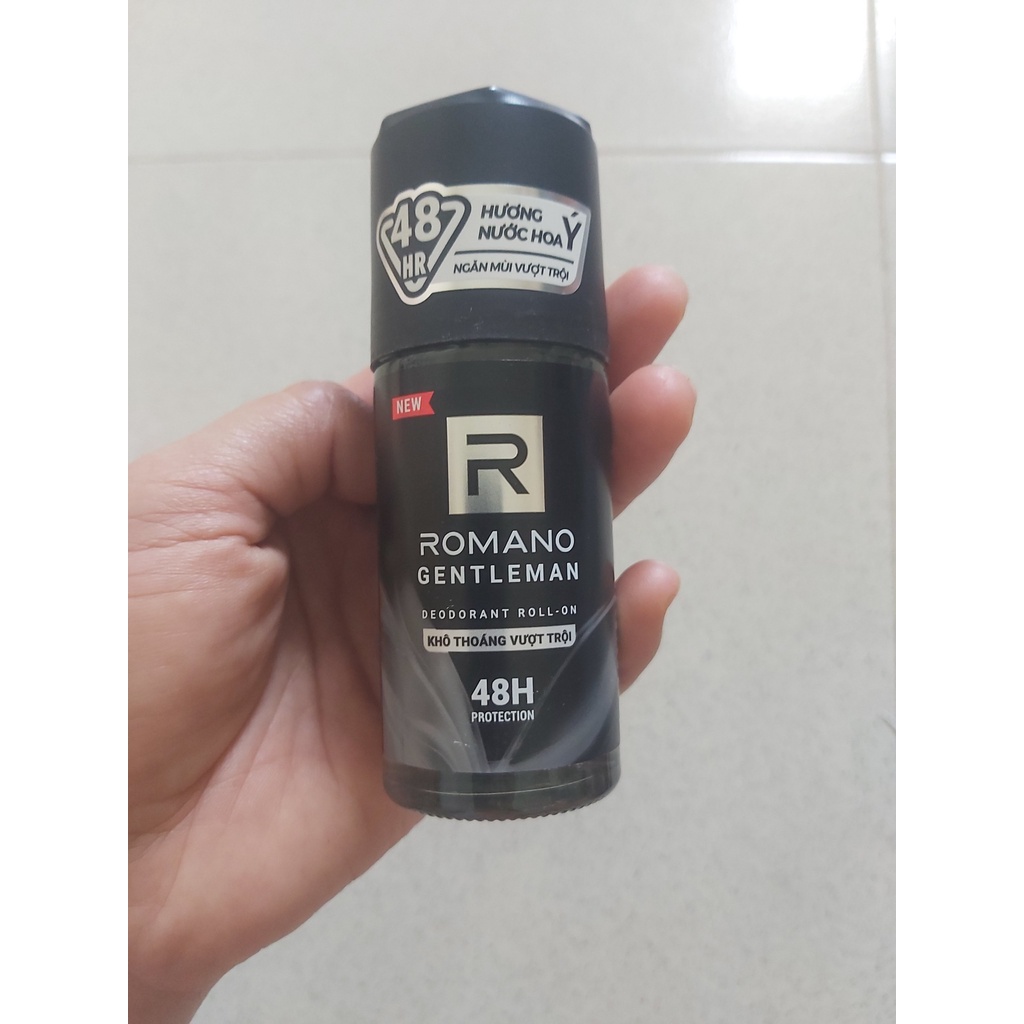 48
HR
HƯƠNG
NƯỚC HOA Ý
NGĂN MÙI VƯỢT TRỘI
NEW
R
ROMANO
GENTLEMAN
DEODORANT ROLL-ON
KHÔ THOÁNG VƯỢT TRỘI
48H
PROTECTION